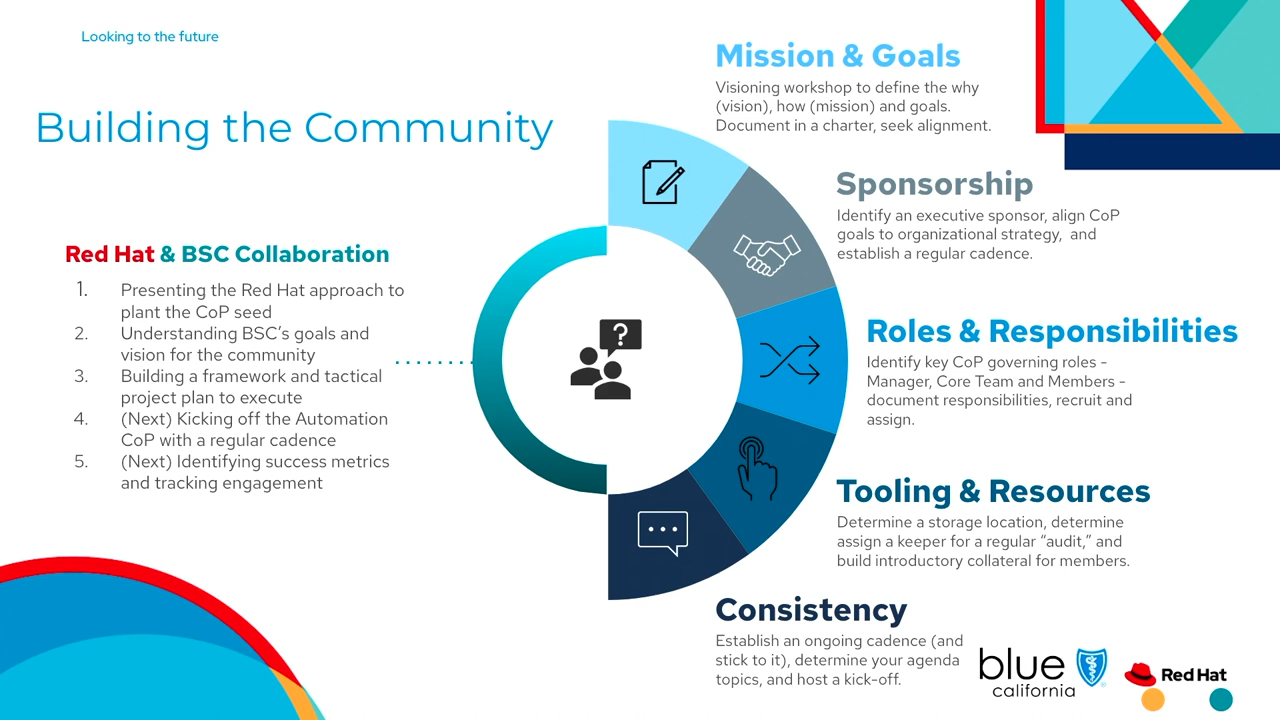 Looking to the future
Building the Community
Red Hat & BSC Collaboration
1. Presenting the Red Hat approach to
plant the CoP seed
2. Understanding BSC’s goals and
vision for the community
3. Building a framework and tactical
project plan to execute
4. (Next) Kicking off the Automation
CoP with a regular cadence
5. (Next) Identifying success metrics
and tracking engagement
?
Mission & Goals
Visioning workshop to define the why
(vision), how (mission) and goals.
Document in a charter, seek alignment.
Sponsorship
Identify an executive sponsor, align CoP
goals to organizational strategy, and
establish a regular cadence.
Roles & Responsibilities
Identify key CoP governing roles -
Manager, Core Team and Members -
document responsibilities, recruit and
assign.
Tooling & Resources
Determine a storage location, determine
assign a keeper for a regular “audit,” and
build introductory collateral for members.
Consistency
Establish an ongoing cadence (and
stick to it), determine your agenda
topics, and host a kick-off.
blue
california
Red Hat